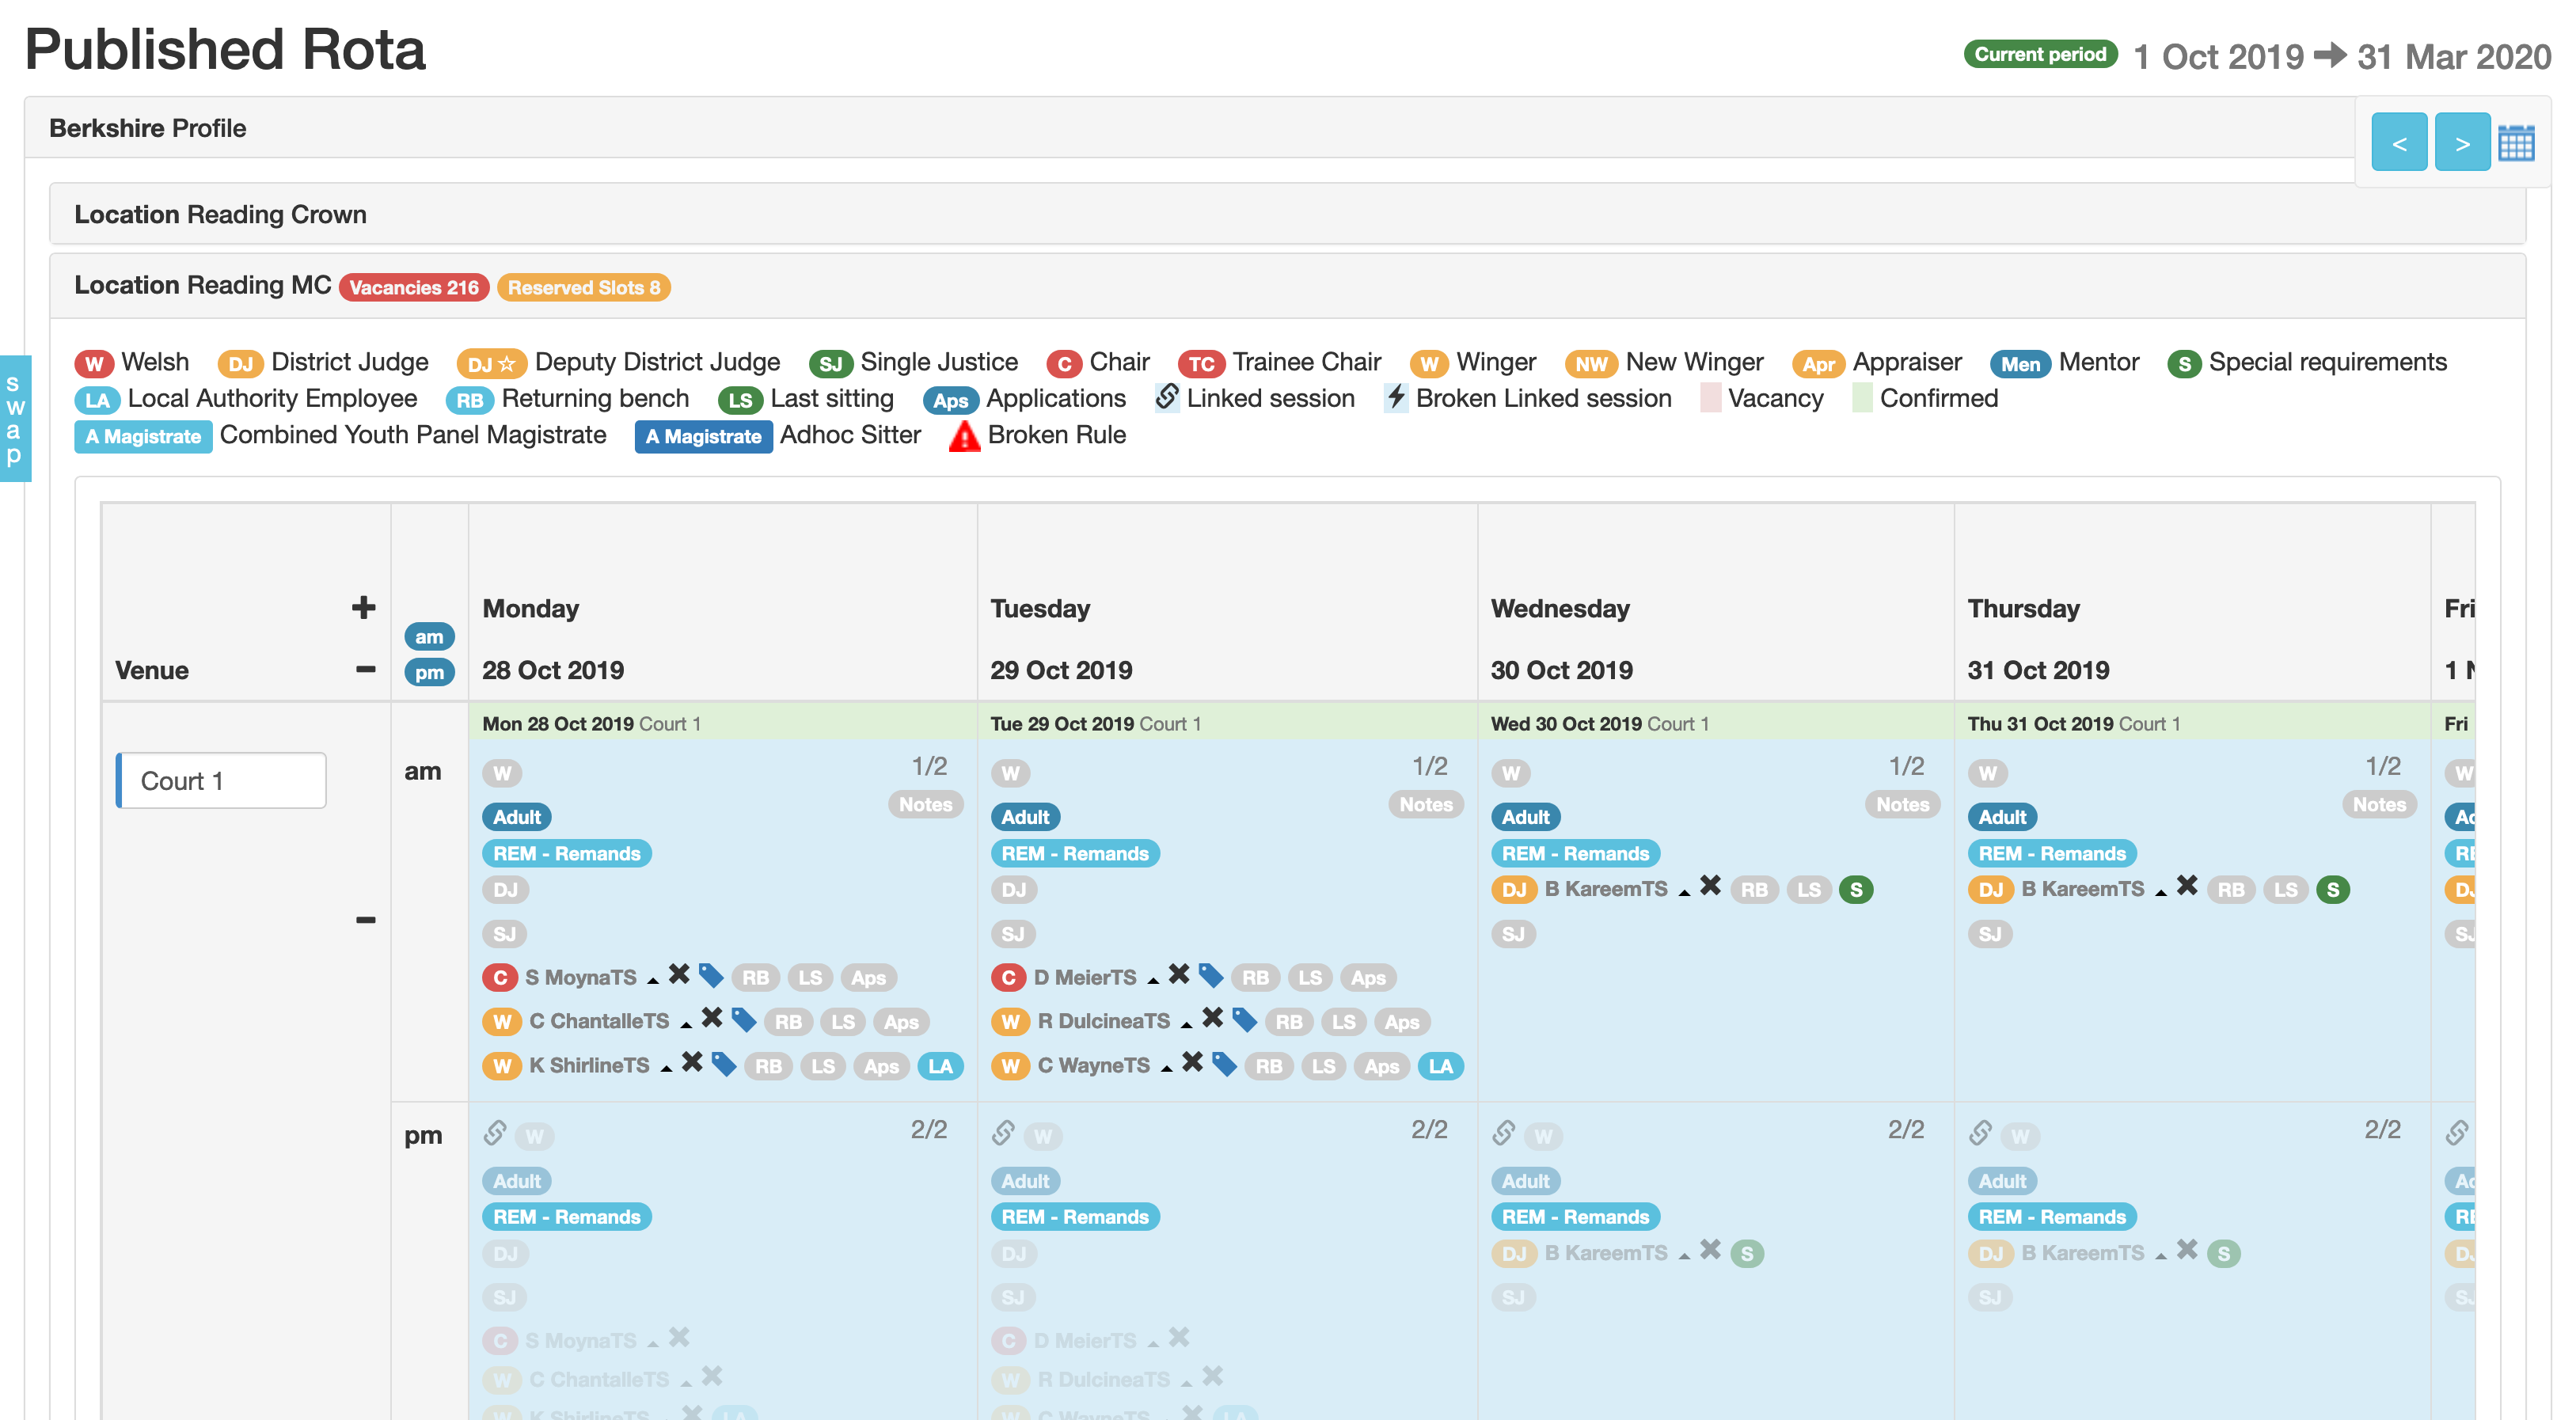 Published Rota
Current period 1 Oct 2019 ➔ 31 Mar 2020
Berkshire Profile
< >
Location Reading Crown
Location Reading MC Vacancies 216 Reserved Slots 8
swap
W Welsh DJ District Judge DJ ☆ Deputy District Judge SJ Single Justice C Chair TC Trainee Chair W Winger NW New Winger Apr Appraiser Men Mentor S Special requirements
LA Local Authority Employee RB Returning bench LS Last sitting Aps Applications Linked session Broken Linked session Vacancy Confirmed
A Magistrate Combined Youth Panel Magistrate A Magistrate Adhoc Sitter Broken Rule
+ Monday Tuesday Wednesday Thursday Fri
am
Venue − pm 28 Oct 2019 29 Oct 2019 30 Oct 2019 31 Oct 2019 1
Mon 28 Oct 2019 Court 1 Tue 29 Oct 2019 Court 1 Wed 30 Oct 2019 Court 1 Thu 31 Oct 2019 Court 1 Fri
Court 1 am W 1/2 W 1/2 W 1/2 W 1/2 W
Notes Notes Notes Notes
Adult Adult Adult Adult
REM - Remands REM - Remands REM - Remands REM - Remands
DJ DJ DJ B KareemTS RB LS S DJ B KareemTS RB LS S
SJ SJ SJ SJ
C S MoynaTS RB LS Aps C D MeierTS RB LS Aps
W C ChantalleTS RB LS Aps W R DulcineaTS RB LS Aps
W K ShirlineTS RB LS Aps LA W C WayneTS RB LS Aps LA
pm W 2/2 W 2/2 W 2/2 W 2/2
Adult Adult Adult Adult
REM - Remands REM - Remands REM - Remands REM - Remands
DJ DJ DJ B KareemTS S DJ B KareemTS S
SJ SJ SJ SJ
C S MoynaTS C D MeierTS
W C ChantalleTS W R DulcineaTS
W K ShirlineTS LA W C WayneTS LA